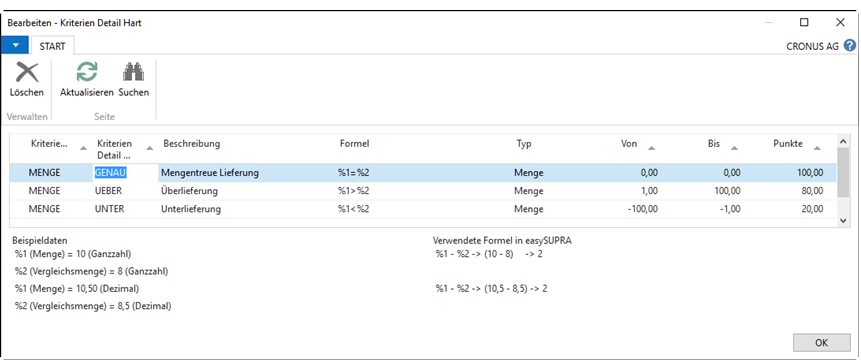 Bearbeiten - Kriterien Detail Hart
START
CRONUS AG ?
Löschen Aktualisieren Suchen
Verwalten Seite
Kriterie... Kriterien Detail ... Beschreibung Formel Typ Von Bis Punkte
MENGE GENAU Mengentreue Lieferung %1=%2 Menge 0,00 0,00 100,00
MENGE UEBER Überlieferung %1>%2 Menge 1,00 100,00 80,00
MENGE UNTER Unterlieferung %1<%2 Menge -100,00 -1,00 20,00
Beispieldaten Verwendete Formel in easySUPRA
%1 (Menge) = 10 (Ganzzahl) %1 - %2 -> (10 - 8) -> 2
%2 (Vergleichsmenge) = 8 (Ganzzahl)
%1 (Menge) = 10,50 (Dezimal) %1 - %2 -> (10,5 - 8,5) -> 2
%2 (Vergleichsmenge) = 8,5 (Dezimal)
OK